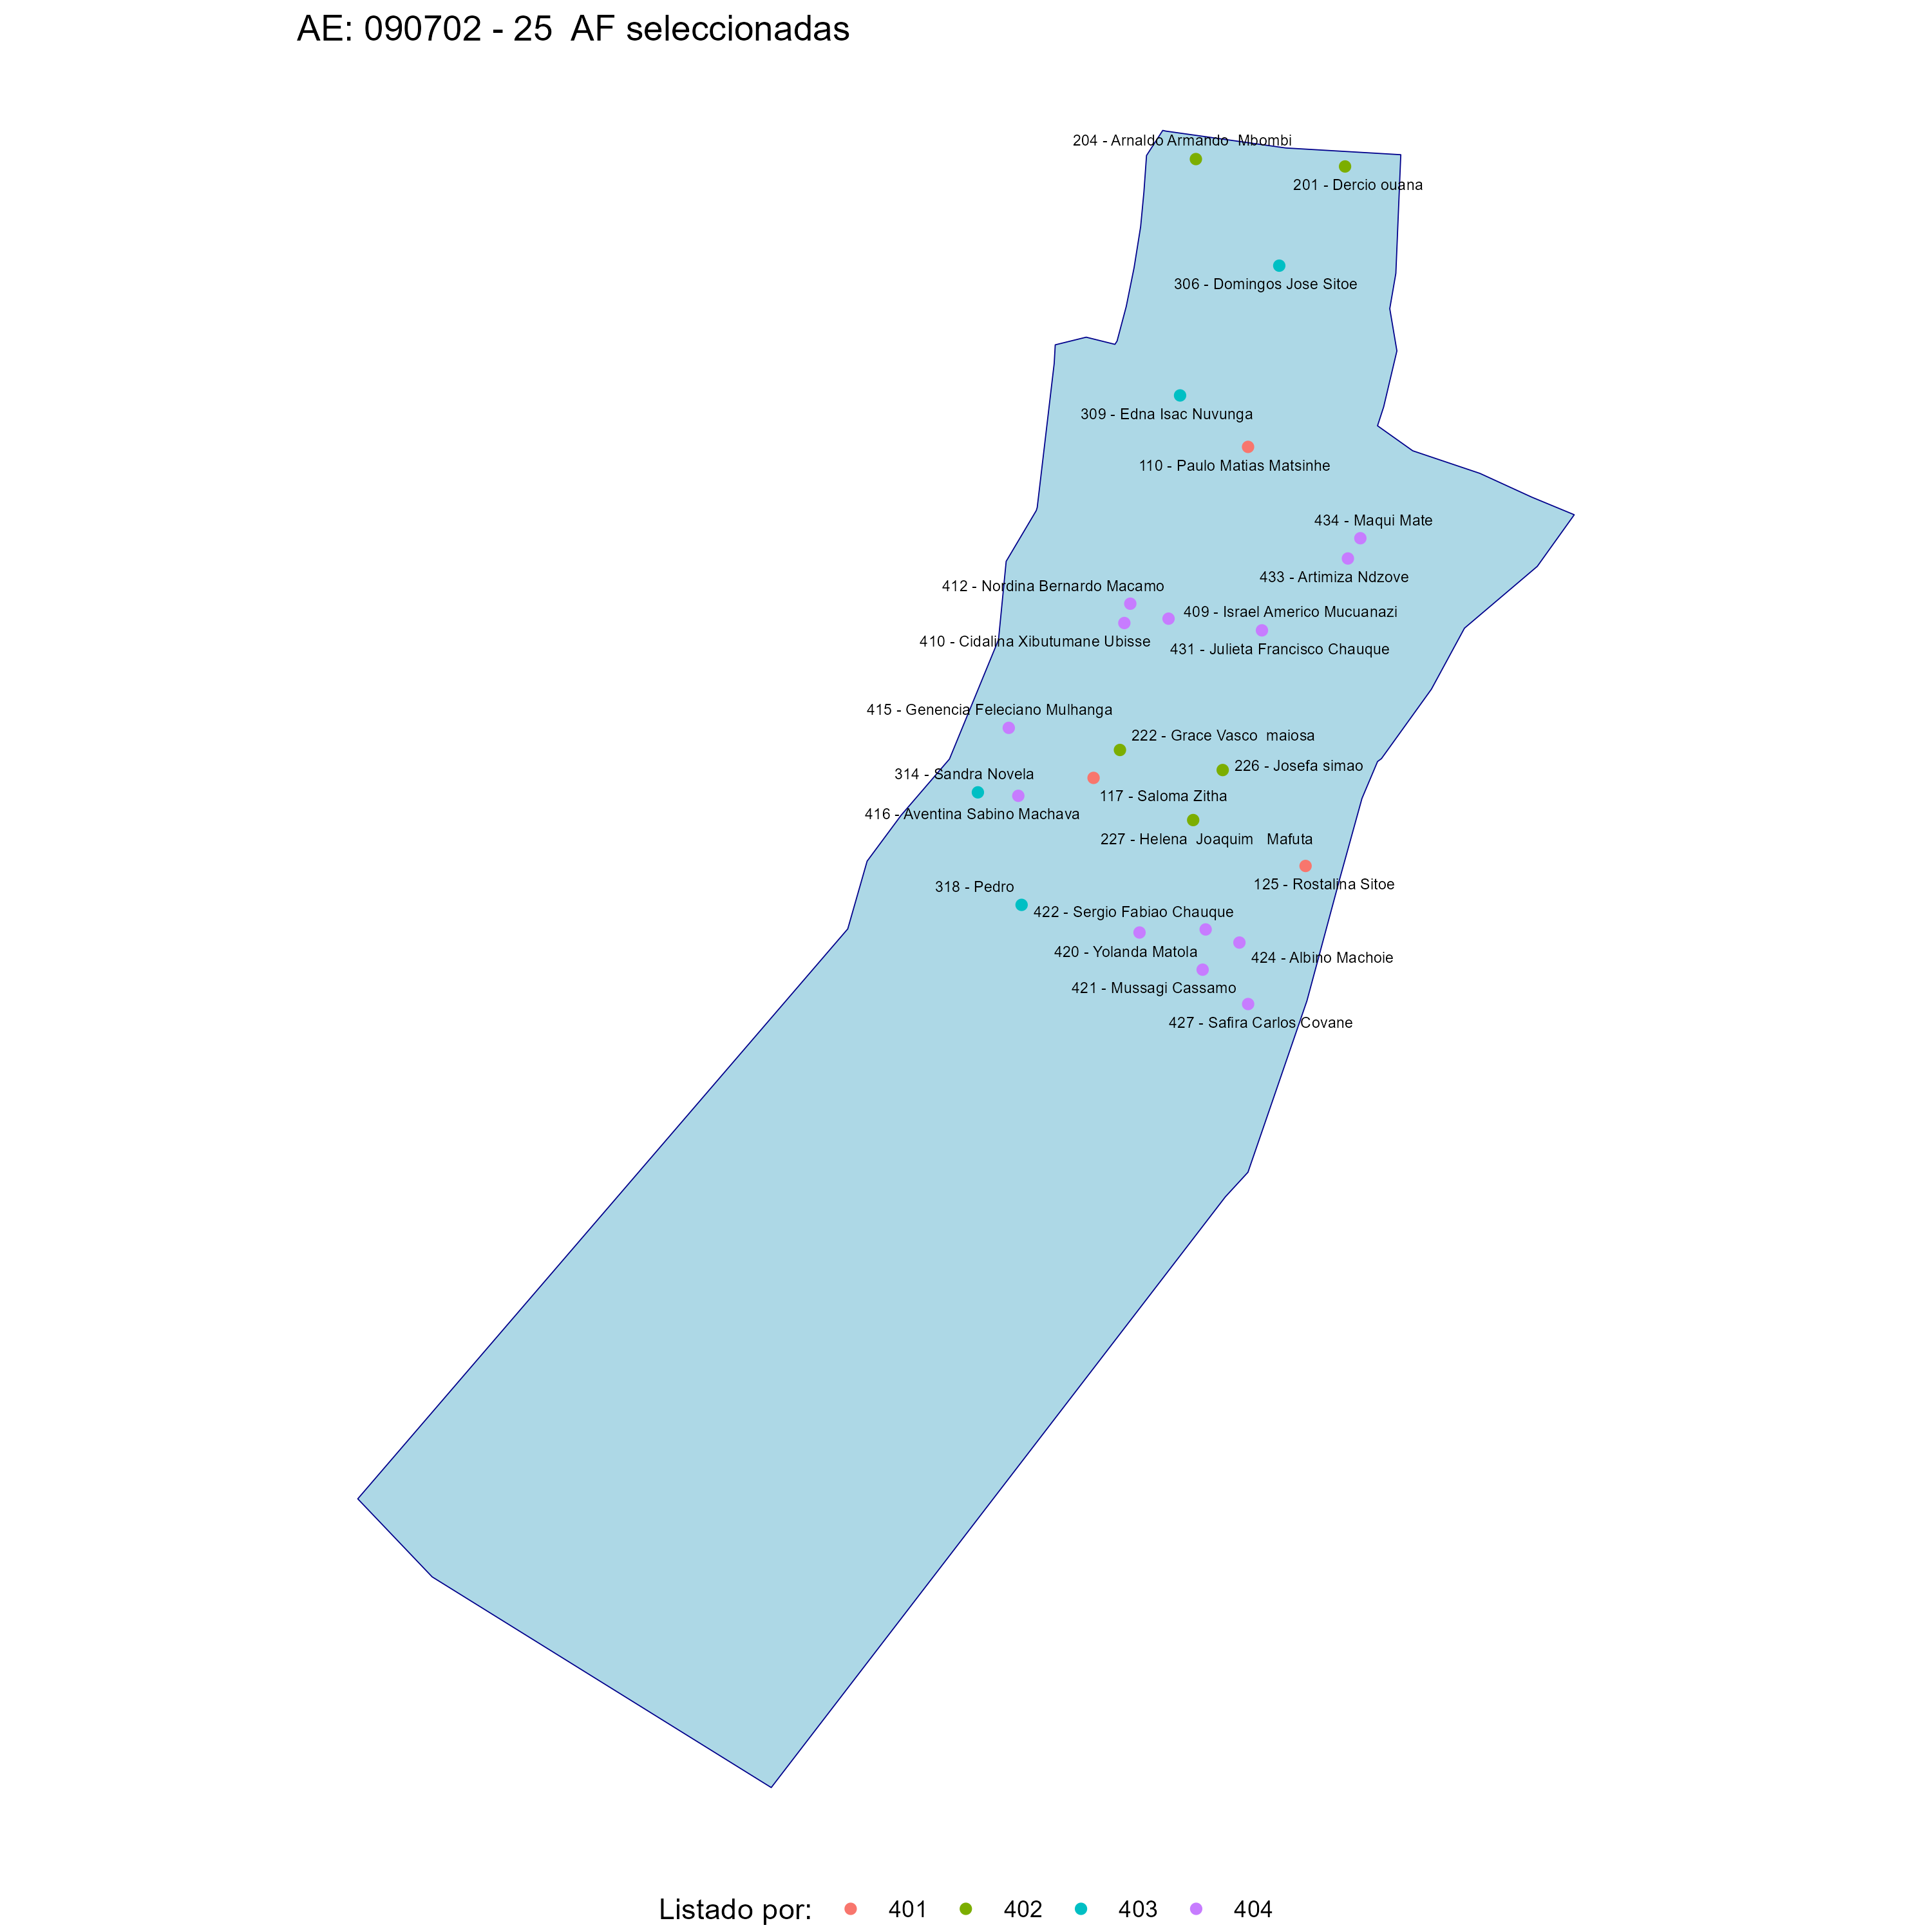 AE: 090702 - 25  AF seleccionadas
204 - Arnaldo Armando  Mbombi
201 - Dercio ouana
306 - Domingos Jose Sitoe
309 - Edna Isac Nuvunga
110 - Paulo Matias Matsinhe
434 - Maqui Mate
433 - Artimiza Ndzove
412 - Nordina Bernardo Macamo
409 - Israel Americo Mucuanazi
410 - Cidalina Xibutumane Ubisse
431 - Julieta Francisco Chauque
415 - Genencia Feleciano Mulhanga
222 - Grace Vasco  maiosa
226 - Josefa simao
314 - Sandra Novela
117 - Saloma Zitha
416 - Aventina Sabino Machava
227 - Helena  Joaquim   Mafuta
125 - Rostalina Sitoe
318 - Pedro
422 - Sergio Fabiao Chauque
420 - Yolanda Matola
424 - Albino Machoie
421 - Mussagi Cassamo
427 - Safira Carlos Covane
Listado por: 401 402 403 404